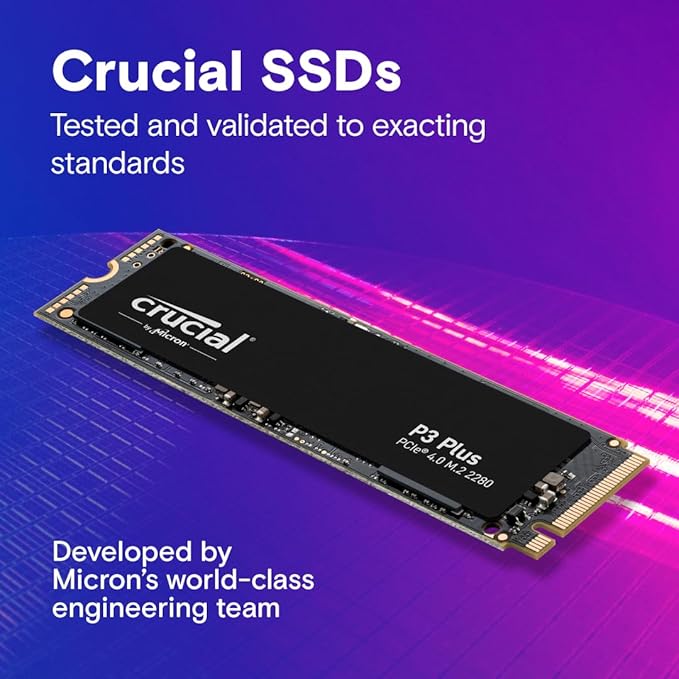 Crucial SSDs
Tested and validated to exacting
standards
crucial®
by Micron®
P3 Plus
PCIe® 4.0 M.2 2280
Developed by
Micron's world-class
engineering team